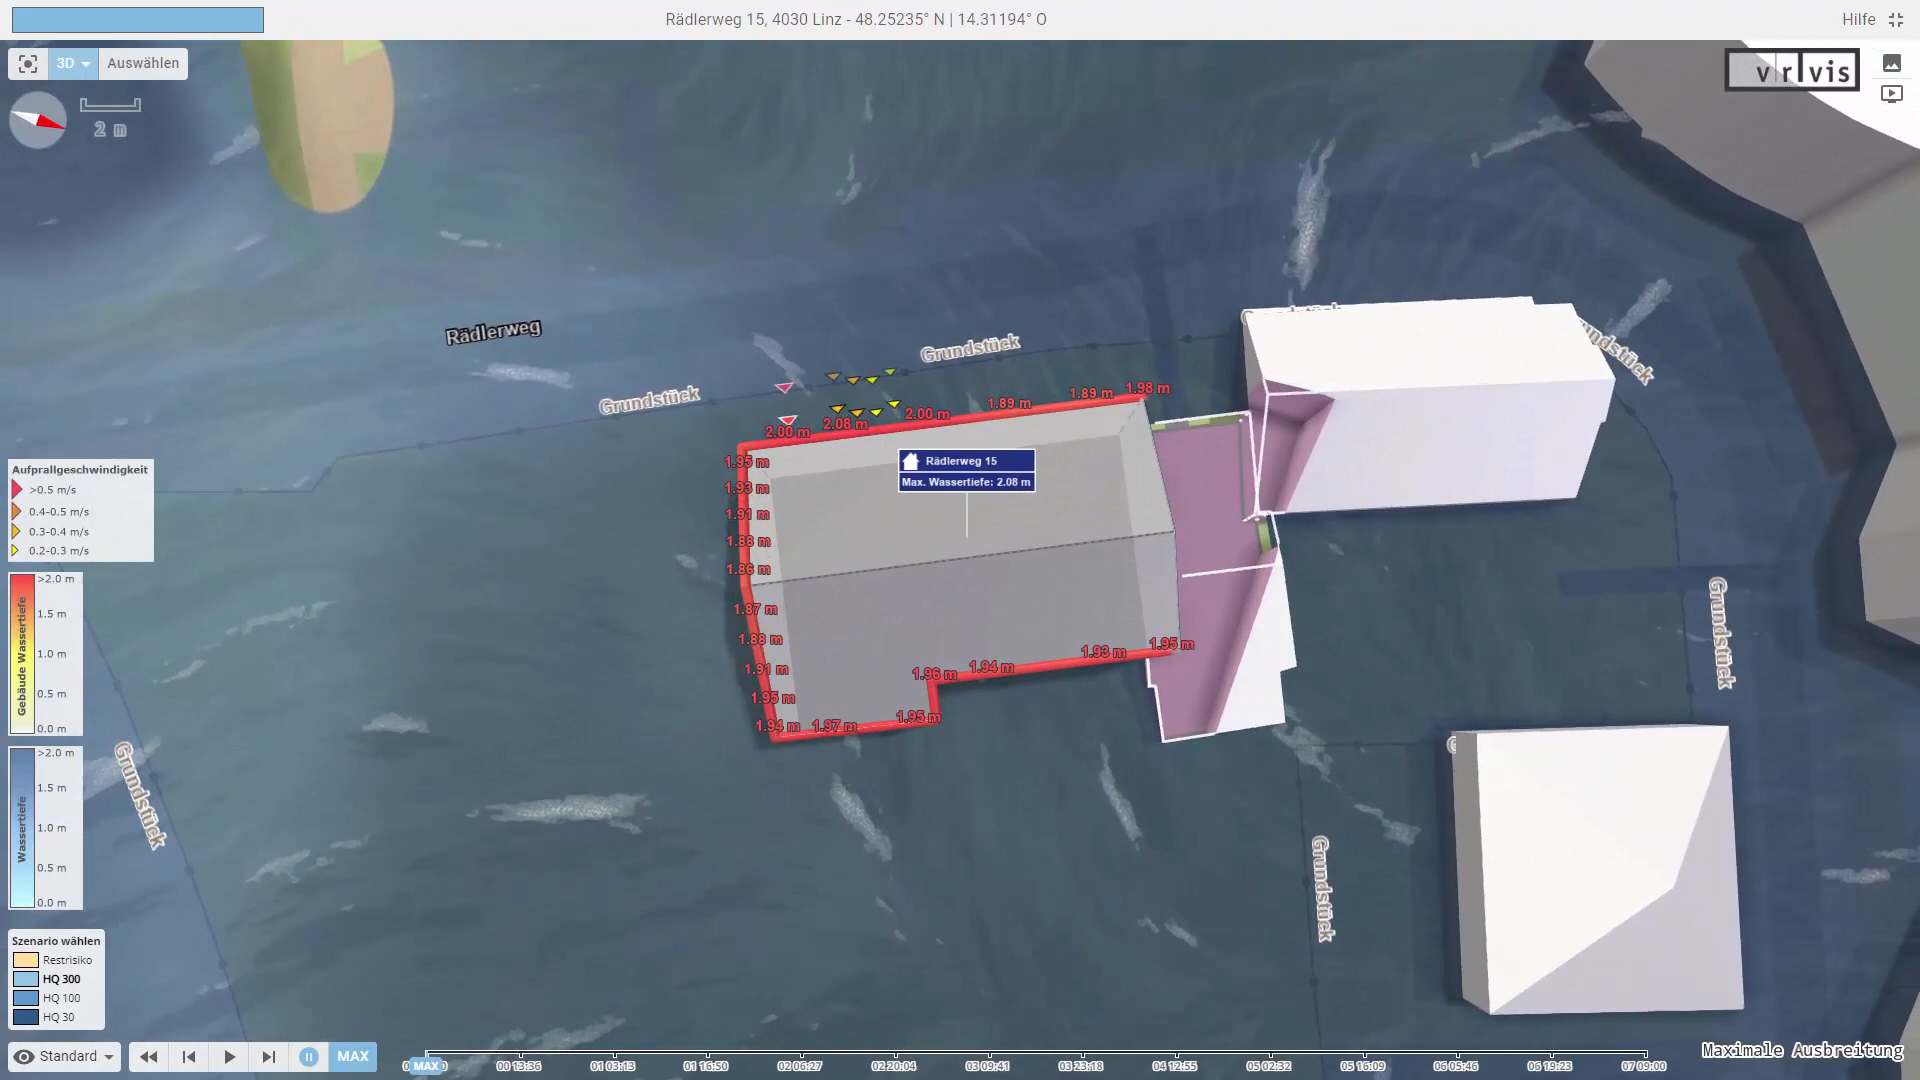 Rädlerweg 15, 4030 Linz - 48.25235° N | 14.31194° O
Hilfe
3D
Auswählen
vrvis
2 m
Rädlerweg
Grundstück
Grundstück
Grundstück
1.98 m
1.89 m
1.89 m
2.00 m
2.08 m
2.00 m
1.95 m
1.93 m
1.91 m
1.88 m
1.86 m
1.87 m
1.88 m
1.91 m
1.95 m
1.94 m
1.97 m
1.95 m
1.96 m
1.94 m
1.93 m
1.95 m
Rädlerweg 15
Max. Wassertiefe: 2.08 m
Aufprallgeschwindigkeit
>0.5 m/s
0.4-0.5 m/s
0.3-0.4 m/s
0.2-0.3 m/s
Gebäude Wassertiefe
>2.0 m
1.5 m
1.0 m
0.5 m
0.0 m
Wassertiefe
>2.0 m
1.5 m
1.0 m
0.5 m
0.0 m
Grundstück
Grundstück
Grundstück
Szenario wählen
Restrisiko
HQ 300
HQ 100
HQ 30
Standard
MAX
MAX
00 13:36
01 03:13
01 16:50
02 06:27
02 20:04
03 09:41
03 23:18
04 12:55
05 02:32
05 16:09
06 05:46
06 19:23
07 09:00
Maximale Ausbreitung